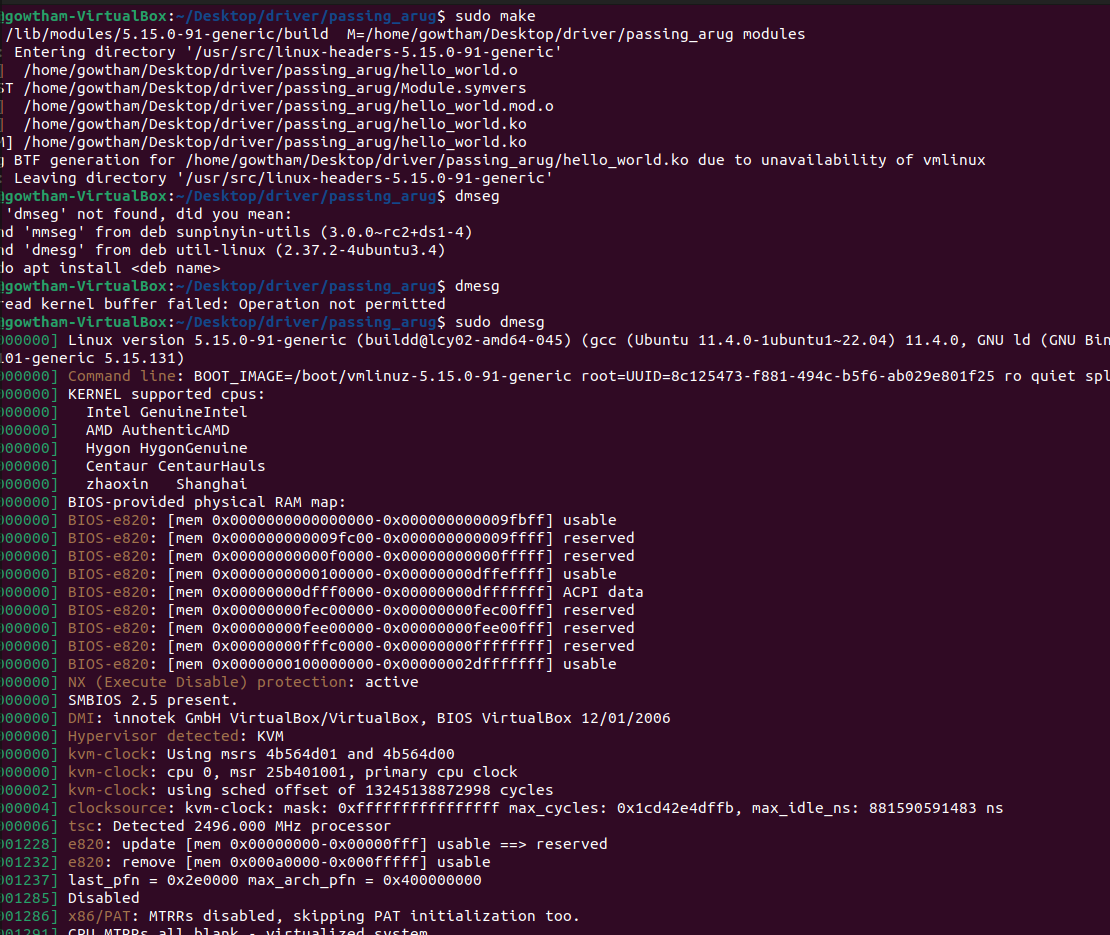 @gowtham-VirtualBox:~/Desktop/driver/passing_arug$ sudo make
/lib/modules/5.15.0-91-generic/build  M=/home/gowtham/Desktop/driver/passing_arug modules
: Entering directory '/usr/src/linux-headers-5.15.0-91-generic'
]  /home/gowtham/Desktop/driver/passing_arug/hello_world.o
ST /home/gowtham/Desktop/driver/passing_arug/Module.symvers
]  /home/gowtham/Desktop/driver/passing_arug/hello_world.mod.o
]  /home/gowtham/Desktop/driver/passing_arug/hello_world.ko
M] /home/gowtham/Desktop/driver/passing_arug/hello_world.ko
g BTF generation for /home/gowtham/Desktop/driver/passing_arug/hello_world.ko due to unavailability of vmlinux
: Leaving directory '/usr/src/linux-headers-5.15.0-91-generic'
@gowtham-VirtualBox:~/Desktop/driver/passing_arug$ dmseg
'dmseg' not found, did you mean:
nd 'mmseg' from deb sunpinyin-utils (3.0.0~rc2+ds1-4)
nd 'dmesg' from deb util-linux (2.37.2-4ubuntu3.4)
do apt install <deb name>
@gowtham-VirtualBox:~/Desktop/driver/passing_arug$ dmesg
read kernel buffer failed: Operation not permitted
@gowtham-VirtualBox:~/Desktop/driver/passing_arug$ sudo dmesg
000000] Linux version 5.15.0-91-generic (buildd@lcy02-amd64-045) (gcc (Ubuntu 11.4.0-1ubuntu1~22.04) 11.4.0, GNU ld (GNU Bin
101-generic 5.15.131)
000000] Command line: BOOT_IMAGE=/boot/vmlinuz-5.15.0-91-generic root=UUID=8c125473-f881-494c-b5f6-ab029e801f25 ro quiet spl
000000] KERNEL supported cpus:
000000]   Intel GenuineIntel
000000]   AMD AuthenticAMD
000000]   Hygon HygonGenuine
000000]   Centaur CentaurHauls
000000]   zhaoxin   Shanghai
000000] BIOS-provided physical RAM map:
000000] BIOS-e820: [mem 0x0000000000000000-0x000000000009fbff] usable
000000] BIOS-e820: [mem 0x000000000009fc00-0x000000000009ffff] reserved
000000] BIOS-e820: [mem 0x00000000000f0000-0x00000000000fffff] reserved
000000] BIOS-e820: [mem 0x0000000000100000-0x00000000dffeffff] usable
000000] BIOS-e820: [mem 0x00000000dfff0000-0x00000000dfffffff] ACPI data
000000] BIOS-e820: [mem 0x00000000fec00000-0x00000000fec00fff] reserved
000000] BIOS-e820: [mem 0x00000000fee00000-0x00000000fee00fff] reserved
000000] BIOS-e820: [mem 0x00000000fffc0000-0x00000000ffffffff] reserved
000000] BIOS-e820: [mem 0x0000000100000000-0x00000002dfffffff] usable
000000] NX (Execute Disable) protection: active
000000] SMBIOS 2.5 present.
000000] DMI: innotek GmbH VirtualBox/VirtualBox, BIOS VirtualBox 12/01/2006
000000] Hypervisor detected: KVM
000000] kvm-clock: Using msrs 4b564d01 and 4b564d00
000000] kvm-clock: cpu 0, msr 25b401001, primary cpu clock
000002] kvm-clock: using sched offset of 13245138872998 cycles
000004] clocksource: kvm-clock: mask: 0xffffffffffffffff max_cycles: 0x1cd42e4dffb, max_idle_ns: 881590591483 ns
000006] tsc: Detected 2496.000 MHz processor
001228] e820: update [mem 0x00000000-0x00000fff] usable ==> reserved
001232] e820: remove [mem 0x000a0000-0x000fffff] usable
001237] last_pfn = 0x2e0000 max_arch_pfn = 0x400000000
001285] Disabled
001286] x86/PAT: MTRRs disabled, skipping PAT initialization too.
001291] CPU MTRRs all blank - virtualized system.